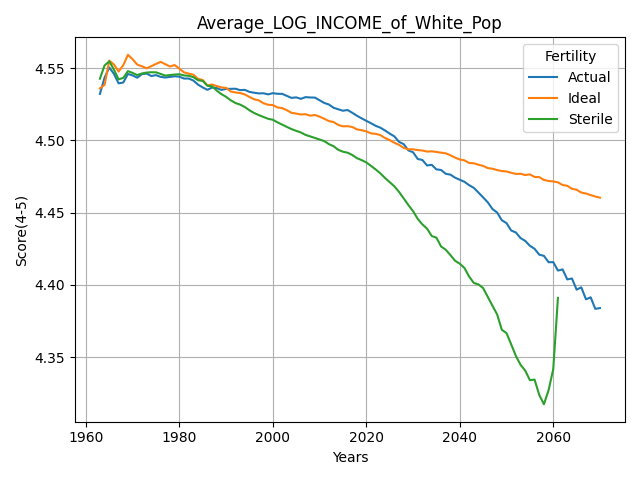 Average_LOG_INCOME_of_White_Pop
Fertility
Actual
Ideal
Sterile
Score(4-5)
4.55
4.50
4.45
4.40
4.35
1960
1980
2000
2020
2040
2060
Years